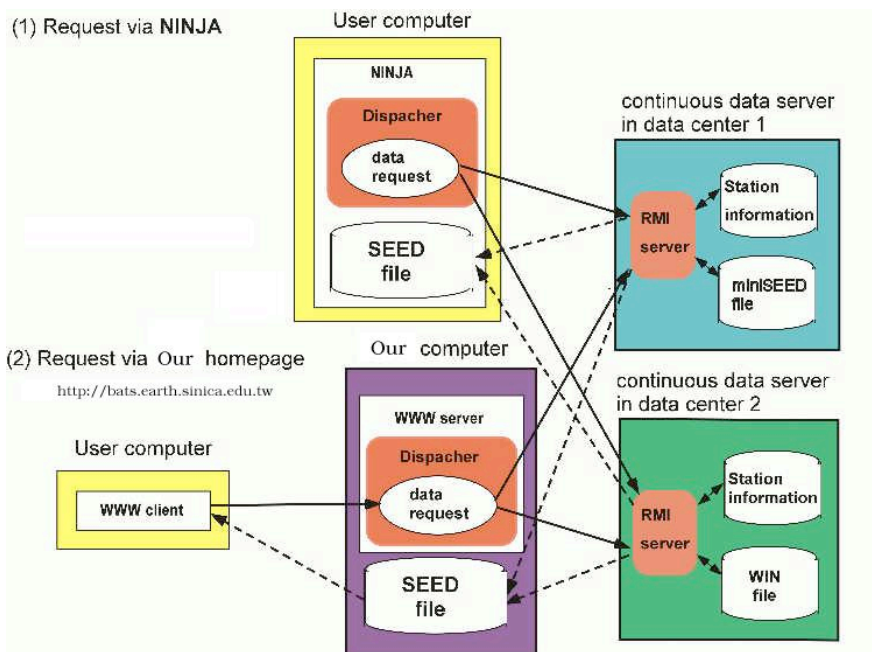 (1) Request via NINJA
User computer
NINJA
Dispacher
data
request
SEED
file
continuous data server
in data center 1
RMI
server
Station
information
miniSEED
file
(2) Request via Our homepage
http://bats.earth.sinica.edu.tw
User computer
WWW client
Our computer
WWW server
Dispacher
data
request
SEED
file
continuous data server
in data center 2
RMI
server
Station
information
WIN
file